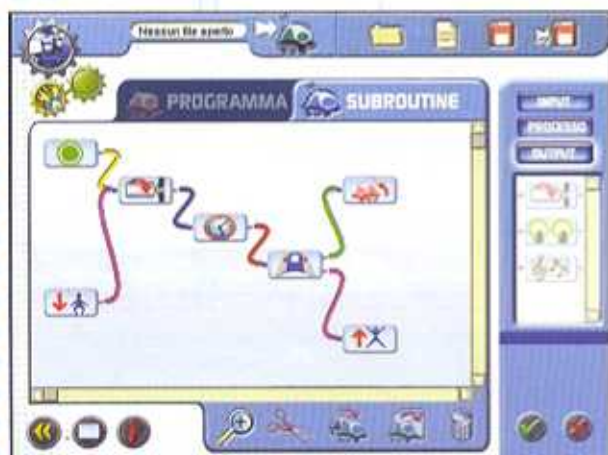 Nessun file aperto
PROGRAMMA
SUBROUTINE
INPUT
PROCESSO
OUTPUT